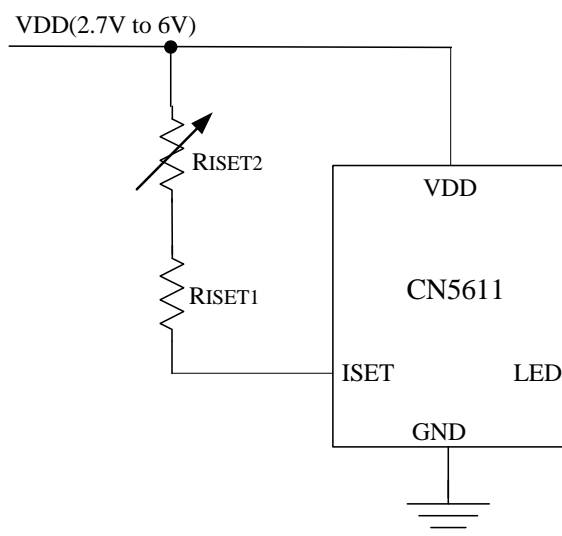 VDD(2.7V to 6V)
RISET2
VDD
CN5611
RISET1
ISET
LED
GND